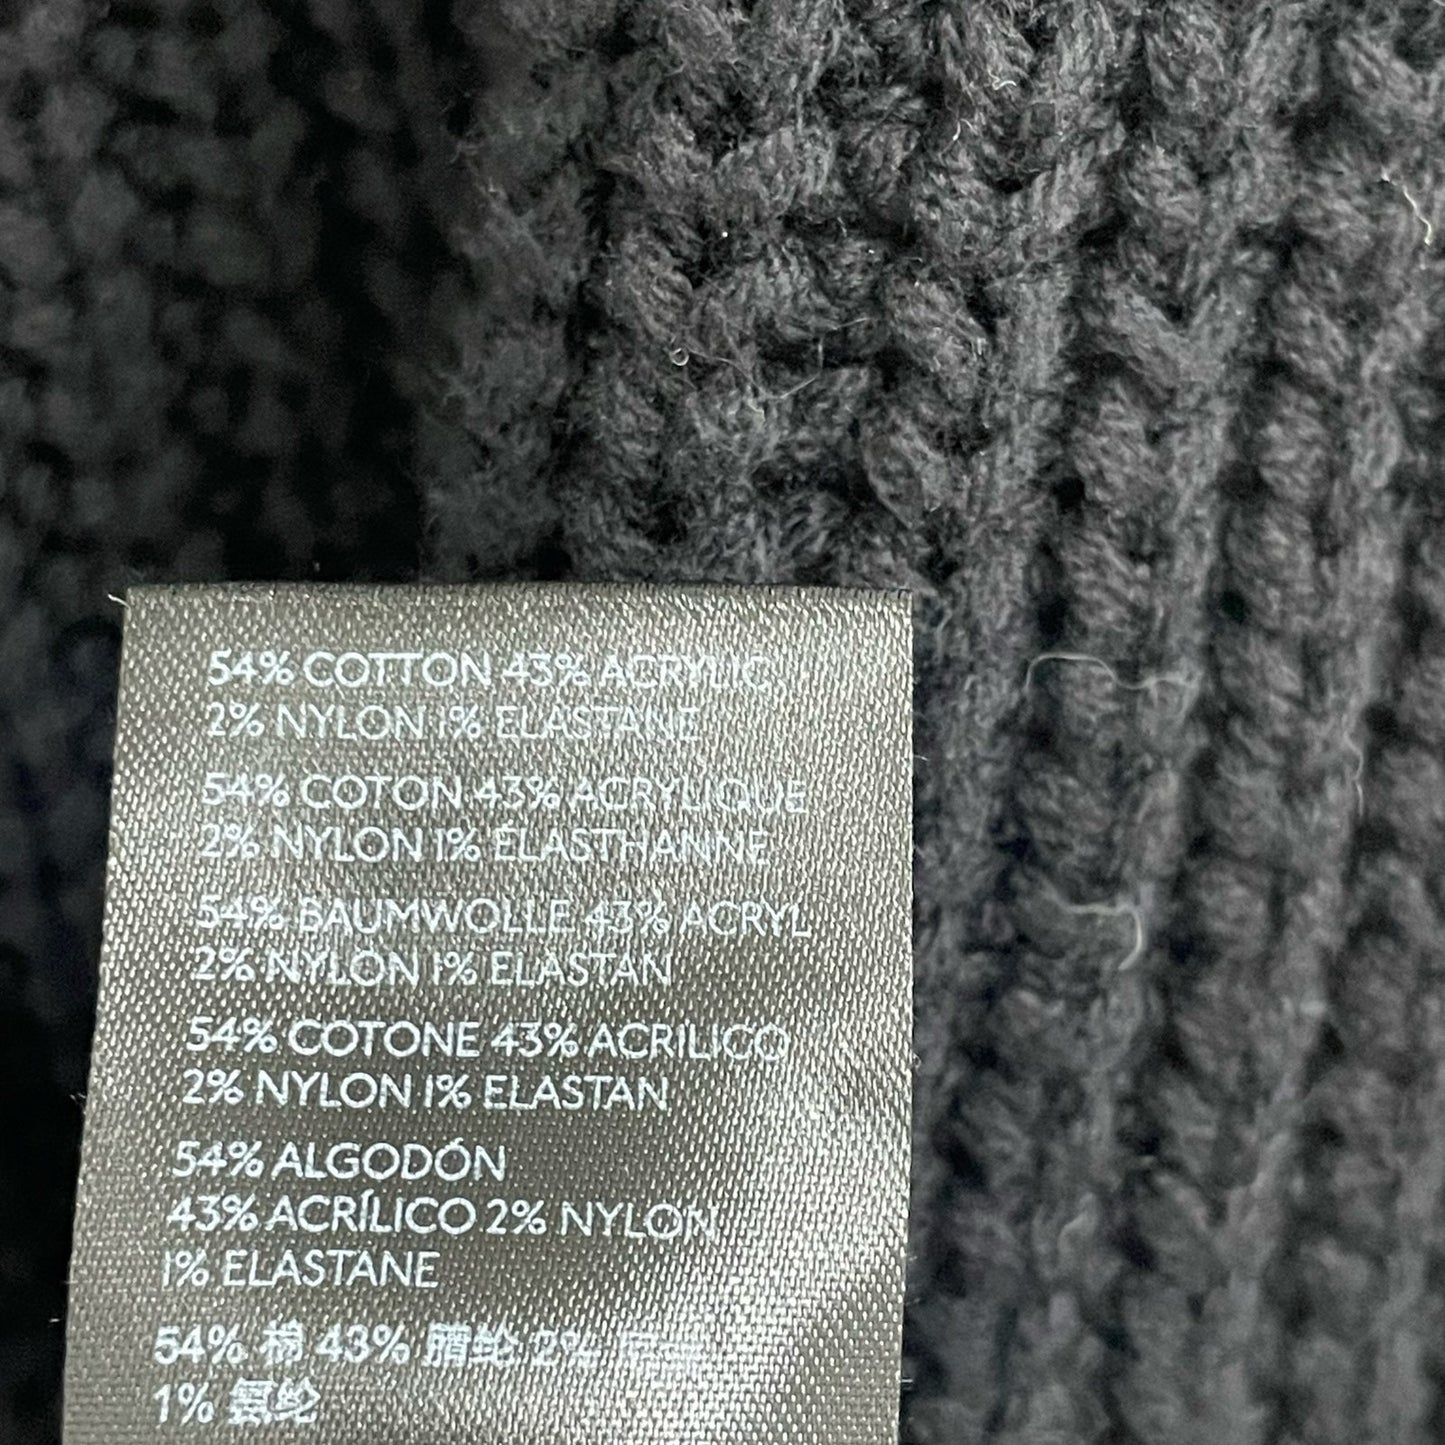 54% COTTON 43% ACRYLIC
2% NYLON 1% ELASTANE
54% COTON 43% ACRYLIQUE
2% NYLON 1% ÉLASTHANNE
54% BAUMWOLLE 43% ACRYL
2% NYLON 1% ELASTAN
54% COTONE 43% ACRILICO
2% NYLON 1% ELASTAN
54% ALGODÓN
43% ACRÍLICO 2% NYLON
1% ELASTANE
54% 棉 43% 腈纶 2%
1% 氨纶